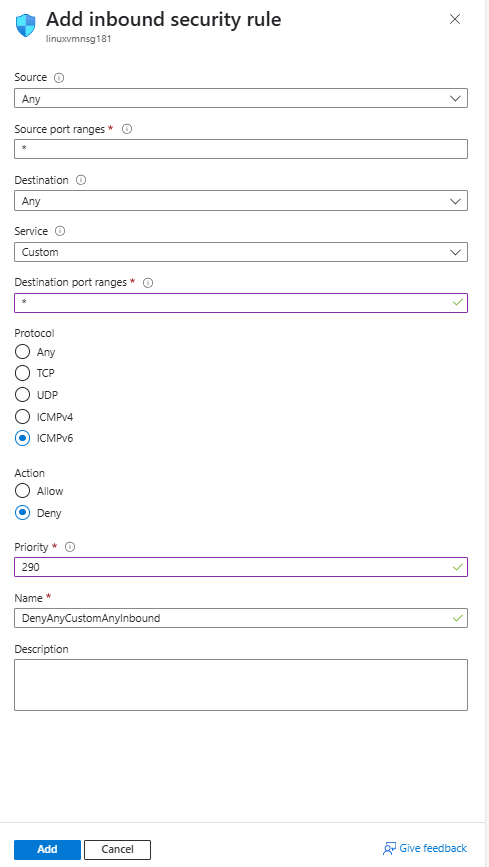 Add inbound security rule
linuxvmnsg181
Source
Any
Source port ranges *
*
Destination
Any
Service
Custom
Destination port ranges *
*
Protocol
Any
TCP
UDP
ICMPv4
ICMPv6
Action
Allow
Deny
Priority *
290
Name *
DenyAnyCustomAnyInbound
Description
Add Cancel Give feedback